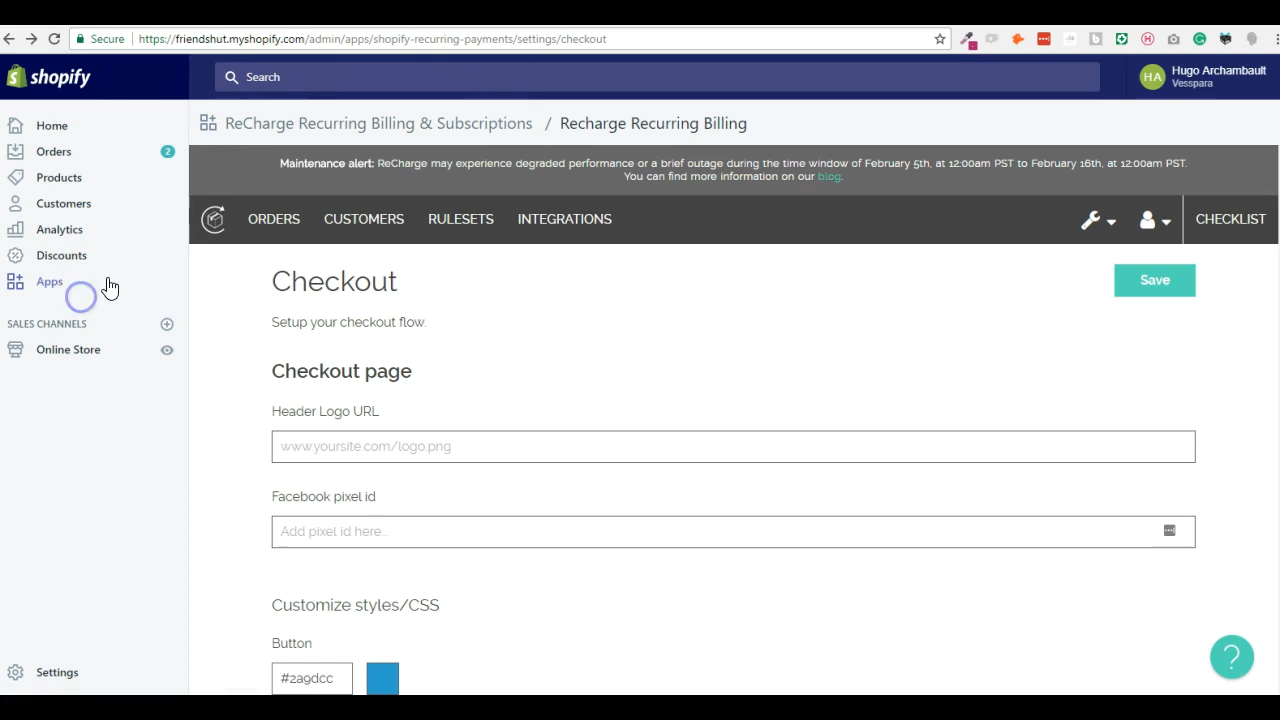 Secure
https://friendshut.myshopify.com/admin/apps/shopify-recurring-payments/settings/checkout
shopify
Search
HA
Hugo Archambault
Vesspara
Home
Orders
2
Products
Customers
Analytics
Discounts
Apps
SALES CHANNELS
Online Store
Settings
ReCharge Recurring Billing & Subscriptions / Recharge Recurring Billing
Maintenance alert: ReCharge may experience degraded performance or a brief outage during the time window of February 5th, at 12:00am PST to February 16th, at 12:00am PST.
You can find more information on our blog.
ORDERS
CUSTOMERS
RULESETS
INTEGRATIONS
CHECKLIST
Checkout
Save
Setup your checkout flow.
Checkout page
Header Logo URL
www.yoursite.com/logo.png
Facebook pixel id
Add pixel id here...
Customize styles/CSS
Button
#2a9dcc
?